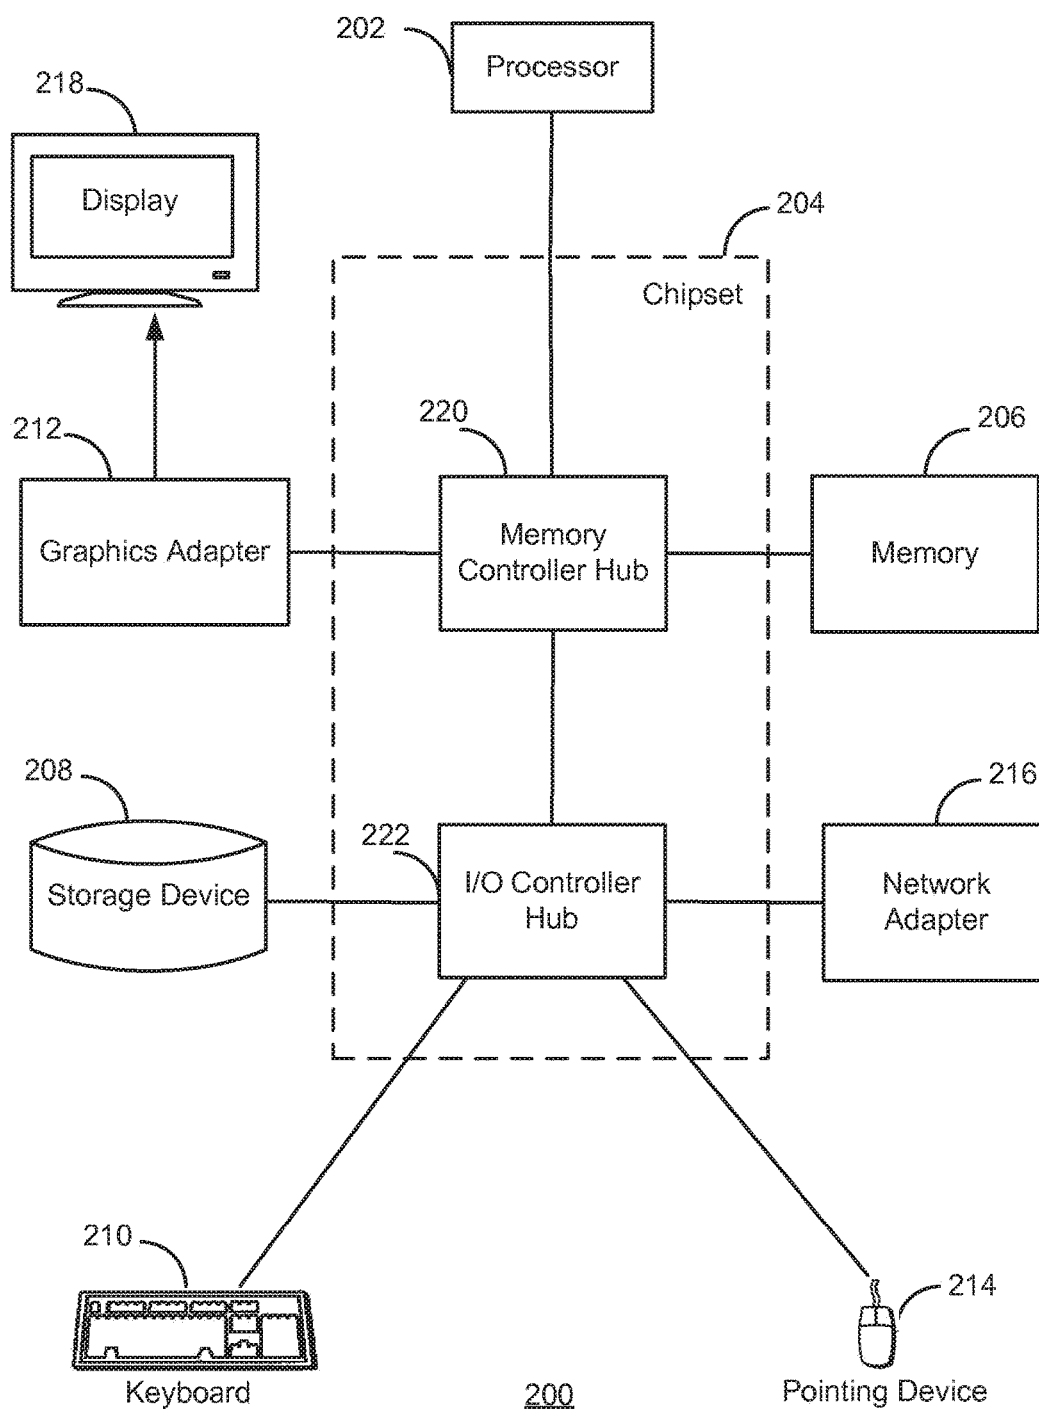 202
Processor
218
Display
204
Chipset
220
212
206
Graphics Adapter
Memory
Controller Hub
Memory
208
216
222
Storage Device
I/O Controller
Hub
Network
Adapter
210
214
Keyboard
200
Pointing Device